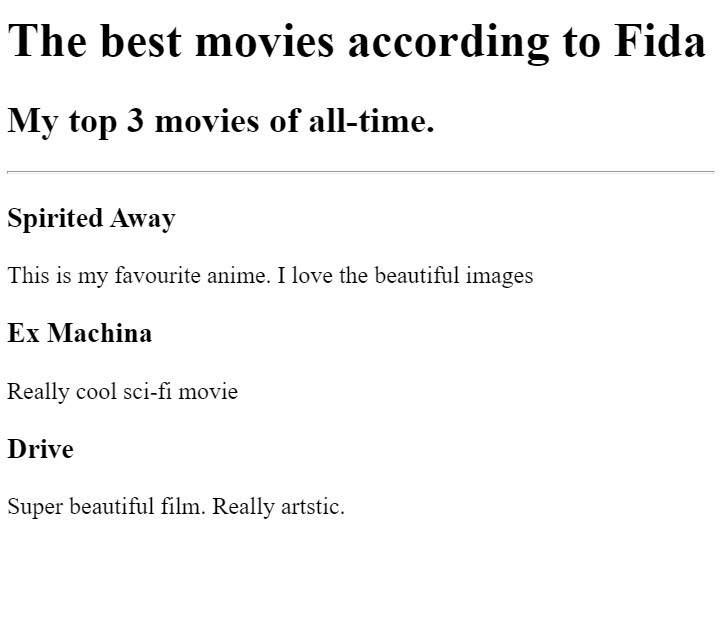 The best movies according to Fida
My top 3 movies of all-time.
Spirited Away
This is my favourite anime. I love the beautiful images
Ex Machina
Really cool sci-fi movie
Drive
Super beautiful film. Really artstic.